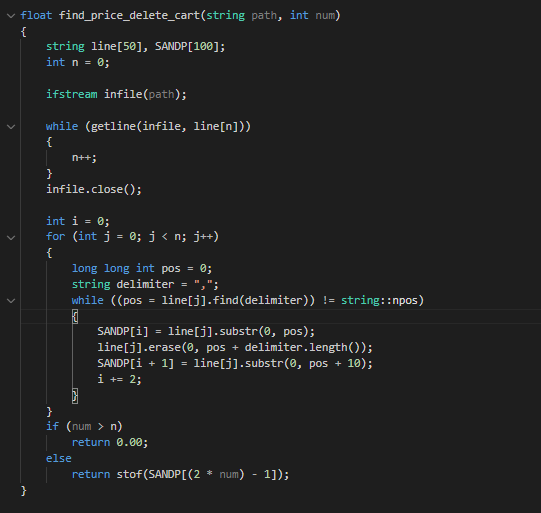 float find_price_delete_cart(string path, int num)
{
    string line[50], SANDP[100];
    int n = 0;

    ifstream infile(path);

    while (getline(infile, line[n]))
    {
        n++;
    }
    infile.close();

    int i = 0;
    for (int j = 0; j < n; j++)
    {
        long long int pos = 0;
        string delimiter = ",";
        while ((pos = line[j].find(delimiter)) != string::npos)
        {
            SANDP[i] = line[j].substr(0, pos);
            line[j].erase(0, pos + delimiter.length());
            SANDP[i + 1] = line[j].substr(0, pos + 10);
            i += 2;
        }
    }
    if (num > n)
        return 0.00;
    else
        return stof(SANDP[(2 * num) - 1]);
}